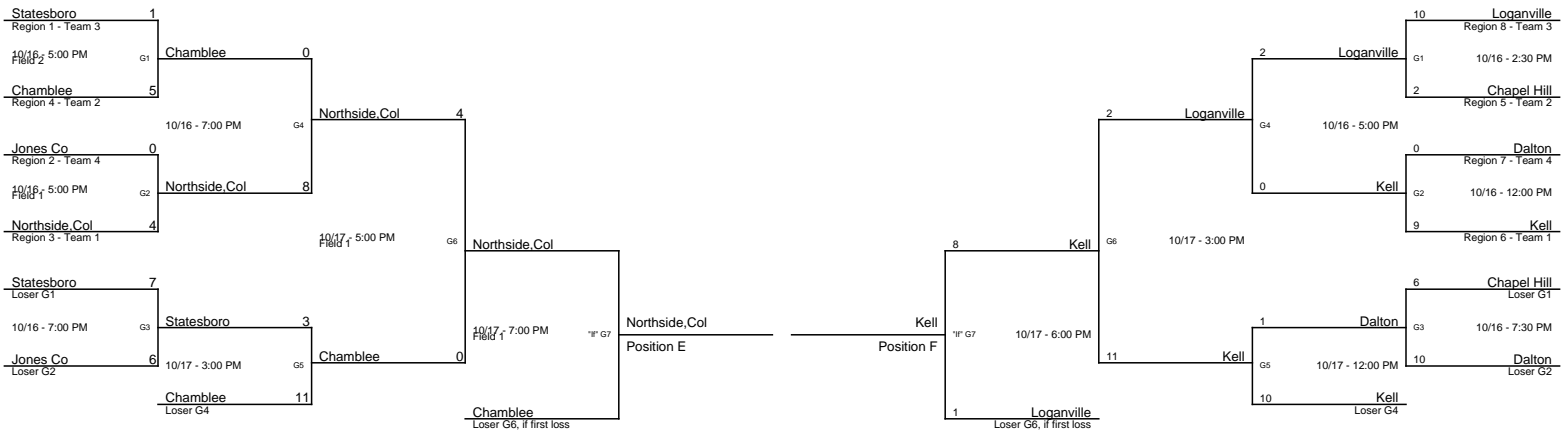 Statesboro 1
Region 1 - Team 3
10/16 - 5:00 PM
Field 2
G1
Chamblee 0
Chamblee 5
Region 4 - Team 2
10/16 - 7:00 PM
G4
Northside,Col 4
Jones Co 0
Region 2 - Team 4
10/16 - 5:00 PM
Field 1
G2
Northside,Col 8
Northside,Col 4
Region 3 - Team 1
10/17 - 5:00 PM
Field 1
G6
Northside,Col
Statesboro 7
Loser G1
10/16 - 7:00 PM
G3
Statesboro 3
Jones Co 6
Loser G2
10/17 - 3:00 PM
G5
Chamblee 0
Chamblee 11
Loser G4
10/17 - 7:00 PM
Field 1
"If" G7
Northside,Col
Position E
Chamblee
Loser G6, if first loss
10 Loganville
Region 8 - Team 3
2 Loganville
G1
10/16 - 2:30 PM
2 Chapel Hill
Region 5 - Team 2
2 Loganville
G4
10/16 - 5:00 PM
0 Dalton
Region 7 - Team 4
0 Kell
G2
10/16 - 12:00 PM
9 Kell
Region 6 - Team 1
8 Kell
G6
10/17 - 3:00 PM
6 Chapel Hill
Loser G1
1 Dalton
G3
10/16 - 7:30 PM
10 Dalton
Loser G2
11 Kell
G5
10/17 - 12:00 PM
10 Kell
Loser G4
Kell
Position F
"If" G7
10/17 - 6:00 PM
1 Loganville
Loser G6, if first loss